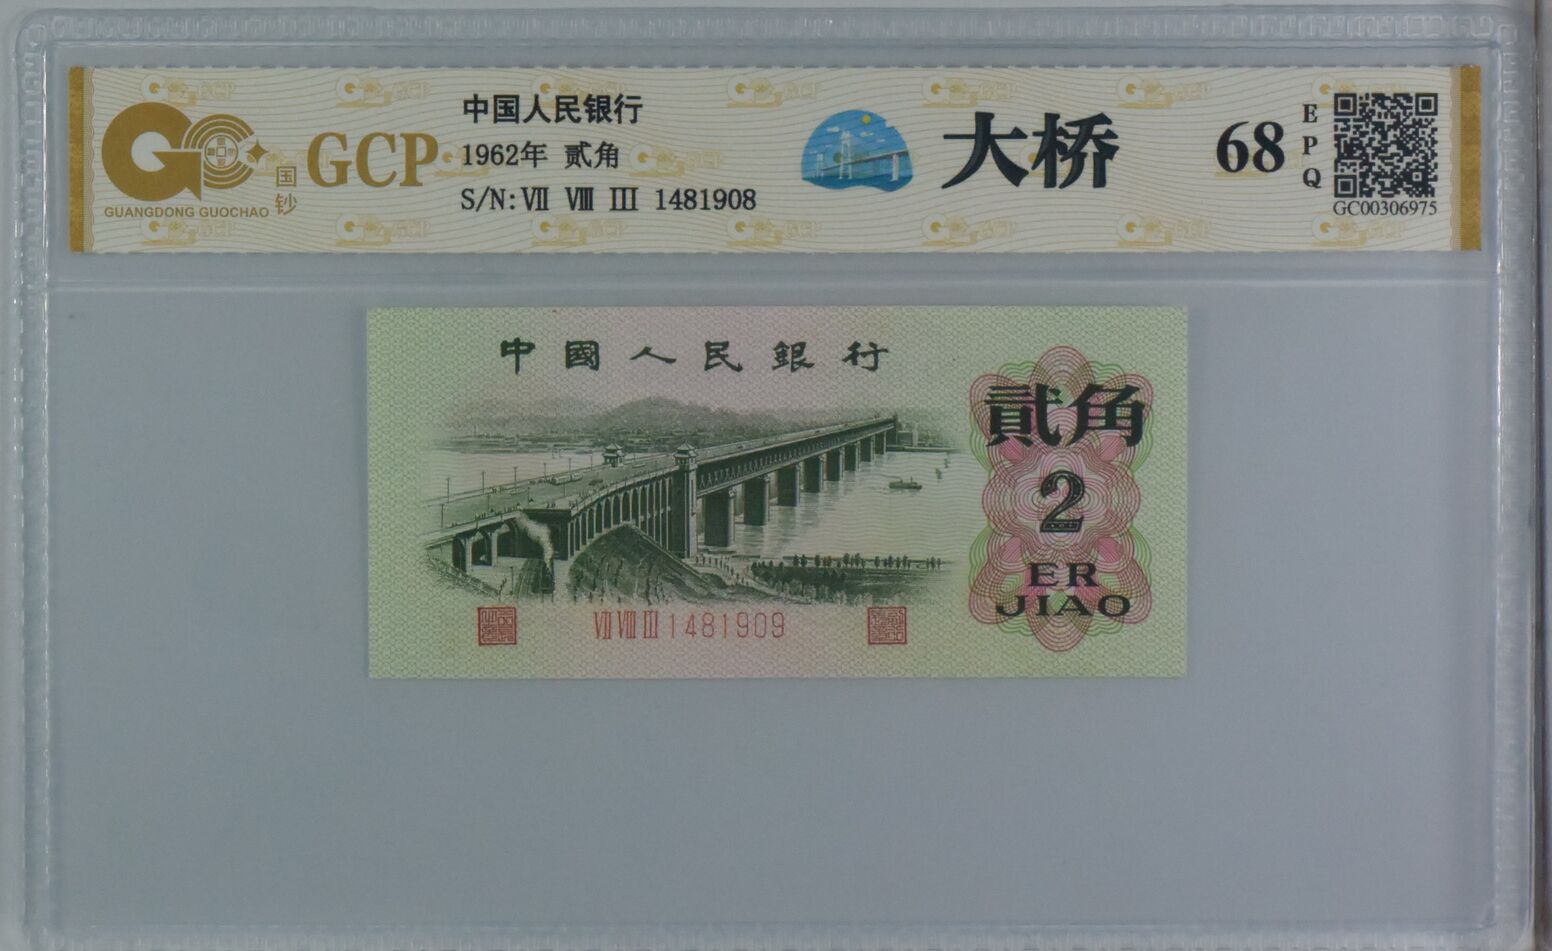 中国人民银行
1962年 贰角
S/N:Ⅶ Ⅷ Ⅲ 1481908
GCP
国钞
GUANGDONG GUOCHAO
大桥
68
EPQ
GC00306975
中國人民銀行
貳角
2
ER
JIAO
Ⅶ Ⅷ Ⅲ 1481909